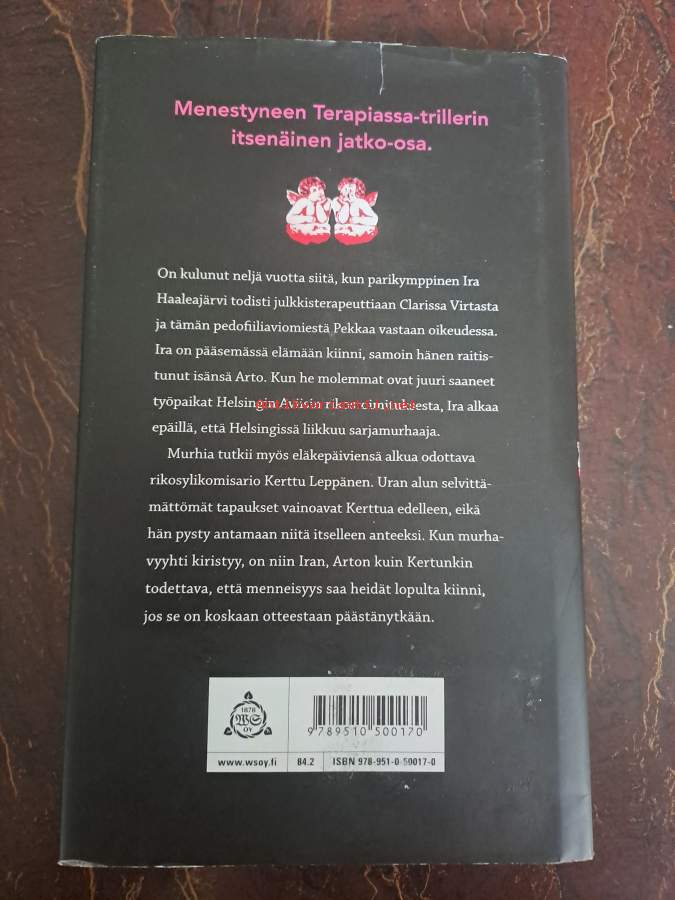 Menestyneen Terapiassa-trillerin
itsenäinen jatko-osa.
On kulunut neljä vuotta siitä, kun parikymppinen Ira
Haaleajärvi todisti julkkisterapeuttiaan Clarissa Virtasta
ja tämän pedofiiliaviomiestä Pekkaa vastaan oikeudessa.
Ira on pääsemässä elämään kiinni, samoin hänen raitis-
tunut isänsä Arto. Kun he molemmat ovat juuri saaneet
työpaikat Helsingin Aviisin rikostoimituksesta, Ira alkaa
epäillä, että Helsingissä liikkuu sarjamurhaaja.
Murhia tutkii myös eläkepäiviensä alkua odottava
rikosylikomisario Kerttu Leppänen. Uran alun selvittä-
mättömät tapaukset vainoavat Kerttua edelleen, eikä
hän pysty antamaan niitä itselleen anteeksi. Kun murha-
vyyhti kiristyy, on niin Iran, Arton kuin Kertunkin
todettava, että menneisyys saa heidät lopulta kiinni,
jos se on koskaan otteestaan päästänytkään.
1878
WS
OY
9789510500170
www.wsoy.fi 84.2 ISBN 978-951-0-50017-0